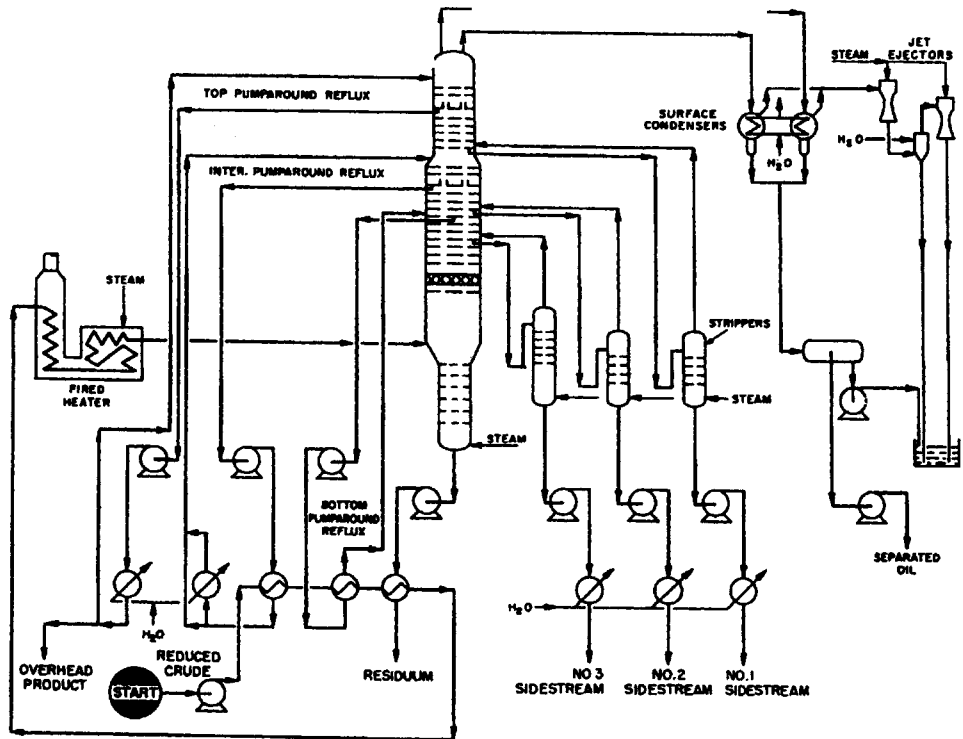 JET
EJECTORS
STEAM
TOP PUMPAROUND REFLUX
SURFACE
CONDENSERS
H2O
H2O
INTER. PUMPAROUND REFLUX
STEAM
FIRED
HEATER
STRIPPERS
STEAM
STEAM
BOTTOM
PUMPAROUND
REFLUX
SEPARATED
OIL
H2O
H2O
REDUCED
CRUDE
OVERHEAD
PRODUCT
START
RESIDUUM
NO 3
SIDESTREAM
NO.2
SIDESTREAM
NO.1
SIDESTREAM